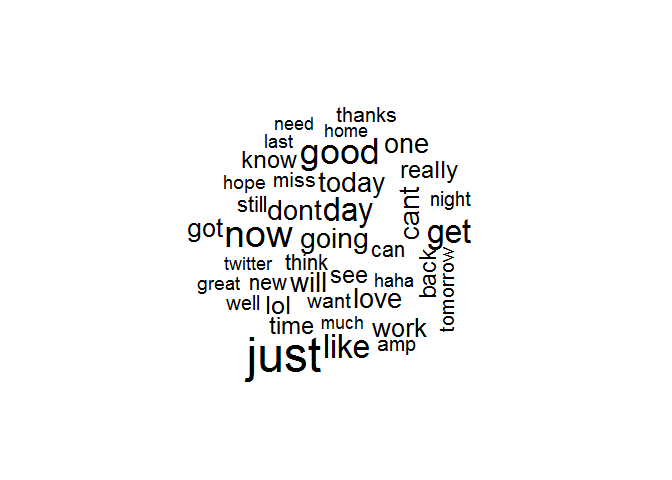 thanks
need home
last
know good one
hope miss today really
still dont day cant night
got now going can get
twitter think
great new will see haha back tomorrow
well lol want love
time much work
just like amp